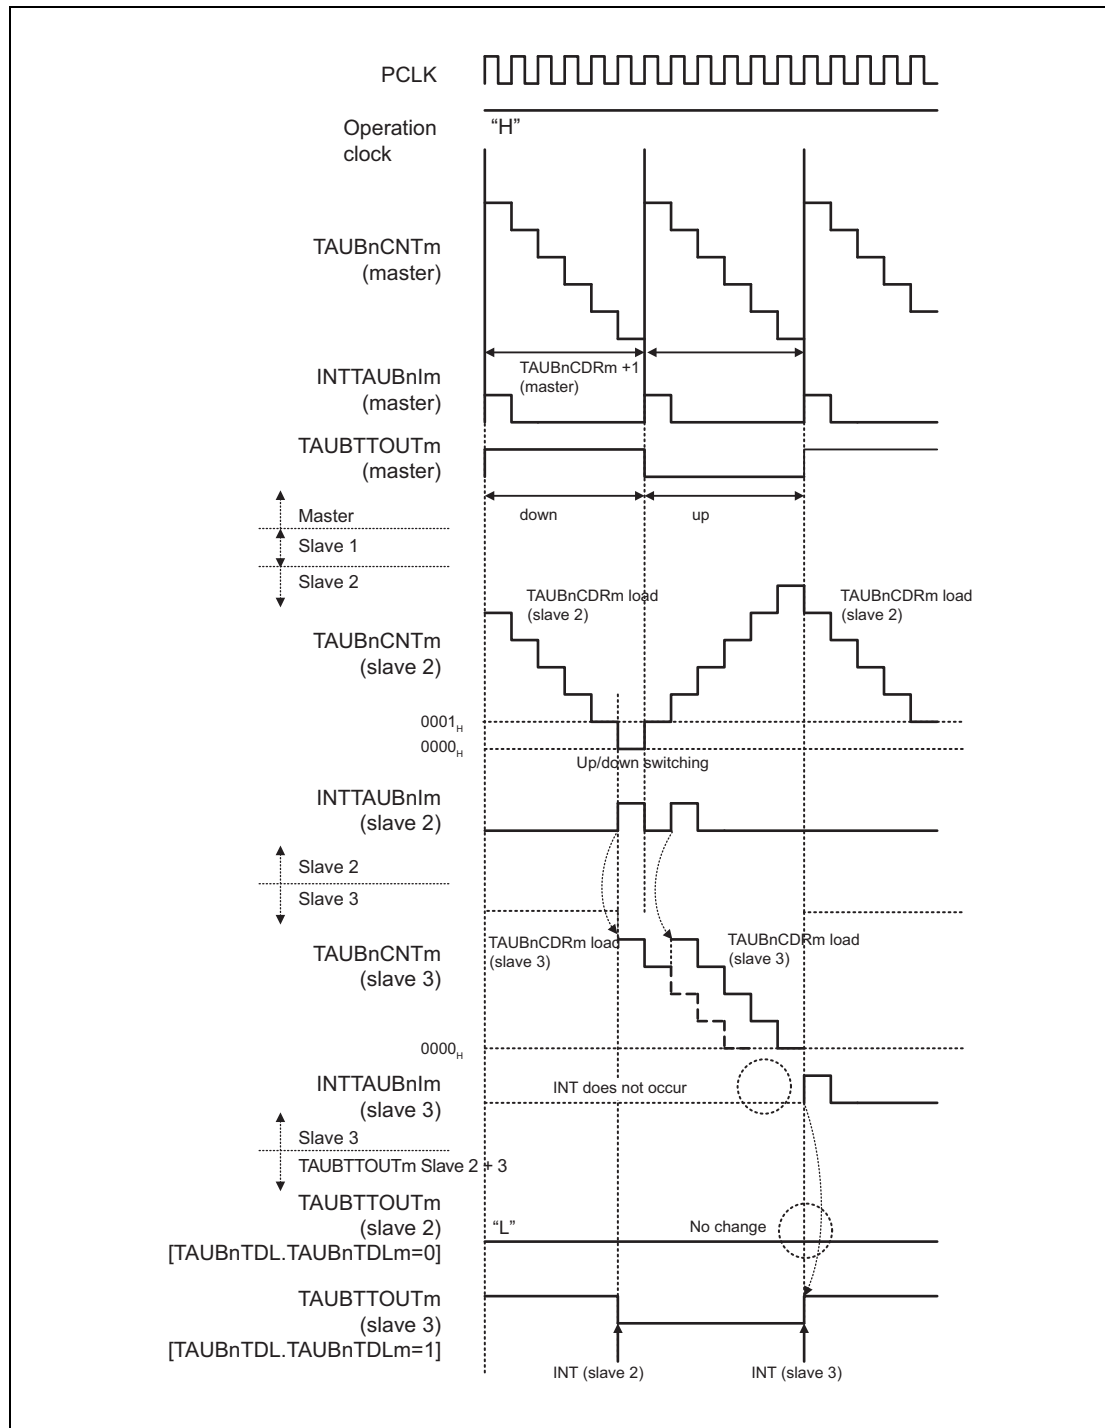 PCLK
Operation
clock
“H”
TAUBnCNTm
(master)
TAUBnCDRm +1
(master)
INTTAUBnIm
(master)
TAUBTTOUTm
(master)
Master
down
up
Slave 1
Slave 2
TAUBnCDRm load
(slave 2)
TAUBnCDRm load
(slave 2)
TAUBnCNTm
(slave 2)
0001H
0000H
Up/down switching
INTTAUBnIm
(slave 2)
Slave 2
Slave 3
TAUBnCNTm
(slave 3)
TAUBnCDRm load
(slave 3)
TAUBnCDRm load
(slave 3)
0000H
INTTAUBnIm
(slave 3)
INT does not occur
Slave 3
TAUBTTOUTm Slave 2 + 3
TAUBTTOUTm
(slave 2)
[TAUBnTDL.TAUBnTDLm=0]
“L”
No change
TAUBTTOUTm
(slave 3)
[TAUBnTDL.TAUBnTDLm=1]
INT (slave 2)
INT (slave 3)